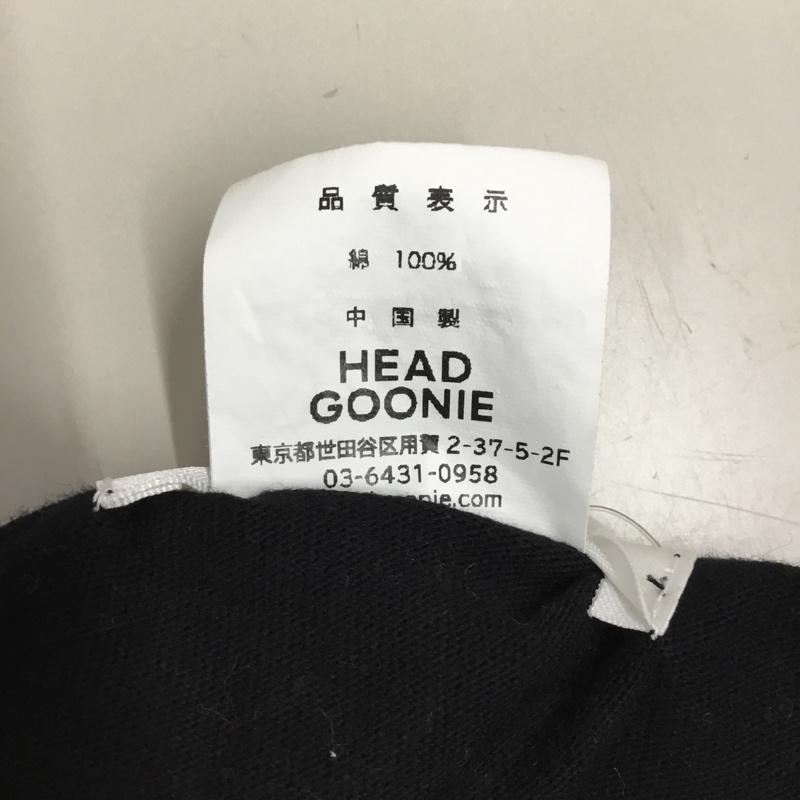 品質表示
綿 100%
中国製
HEAD
GOONIE
東京都世田谷区用賀 2-37-5-2F
03-6431-0958